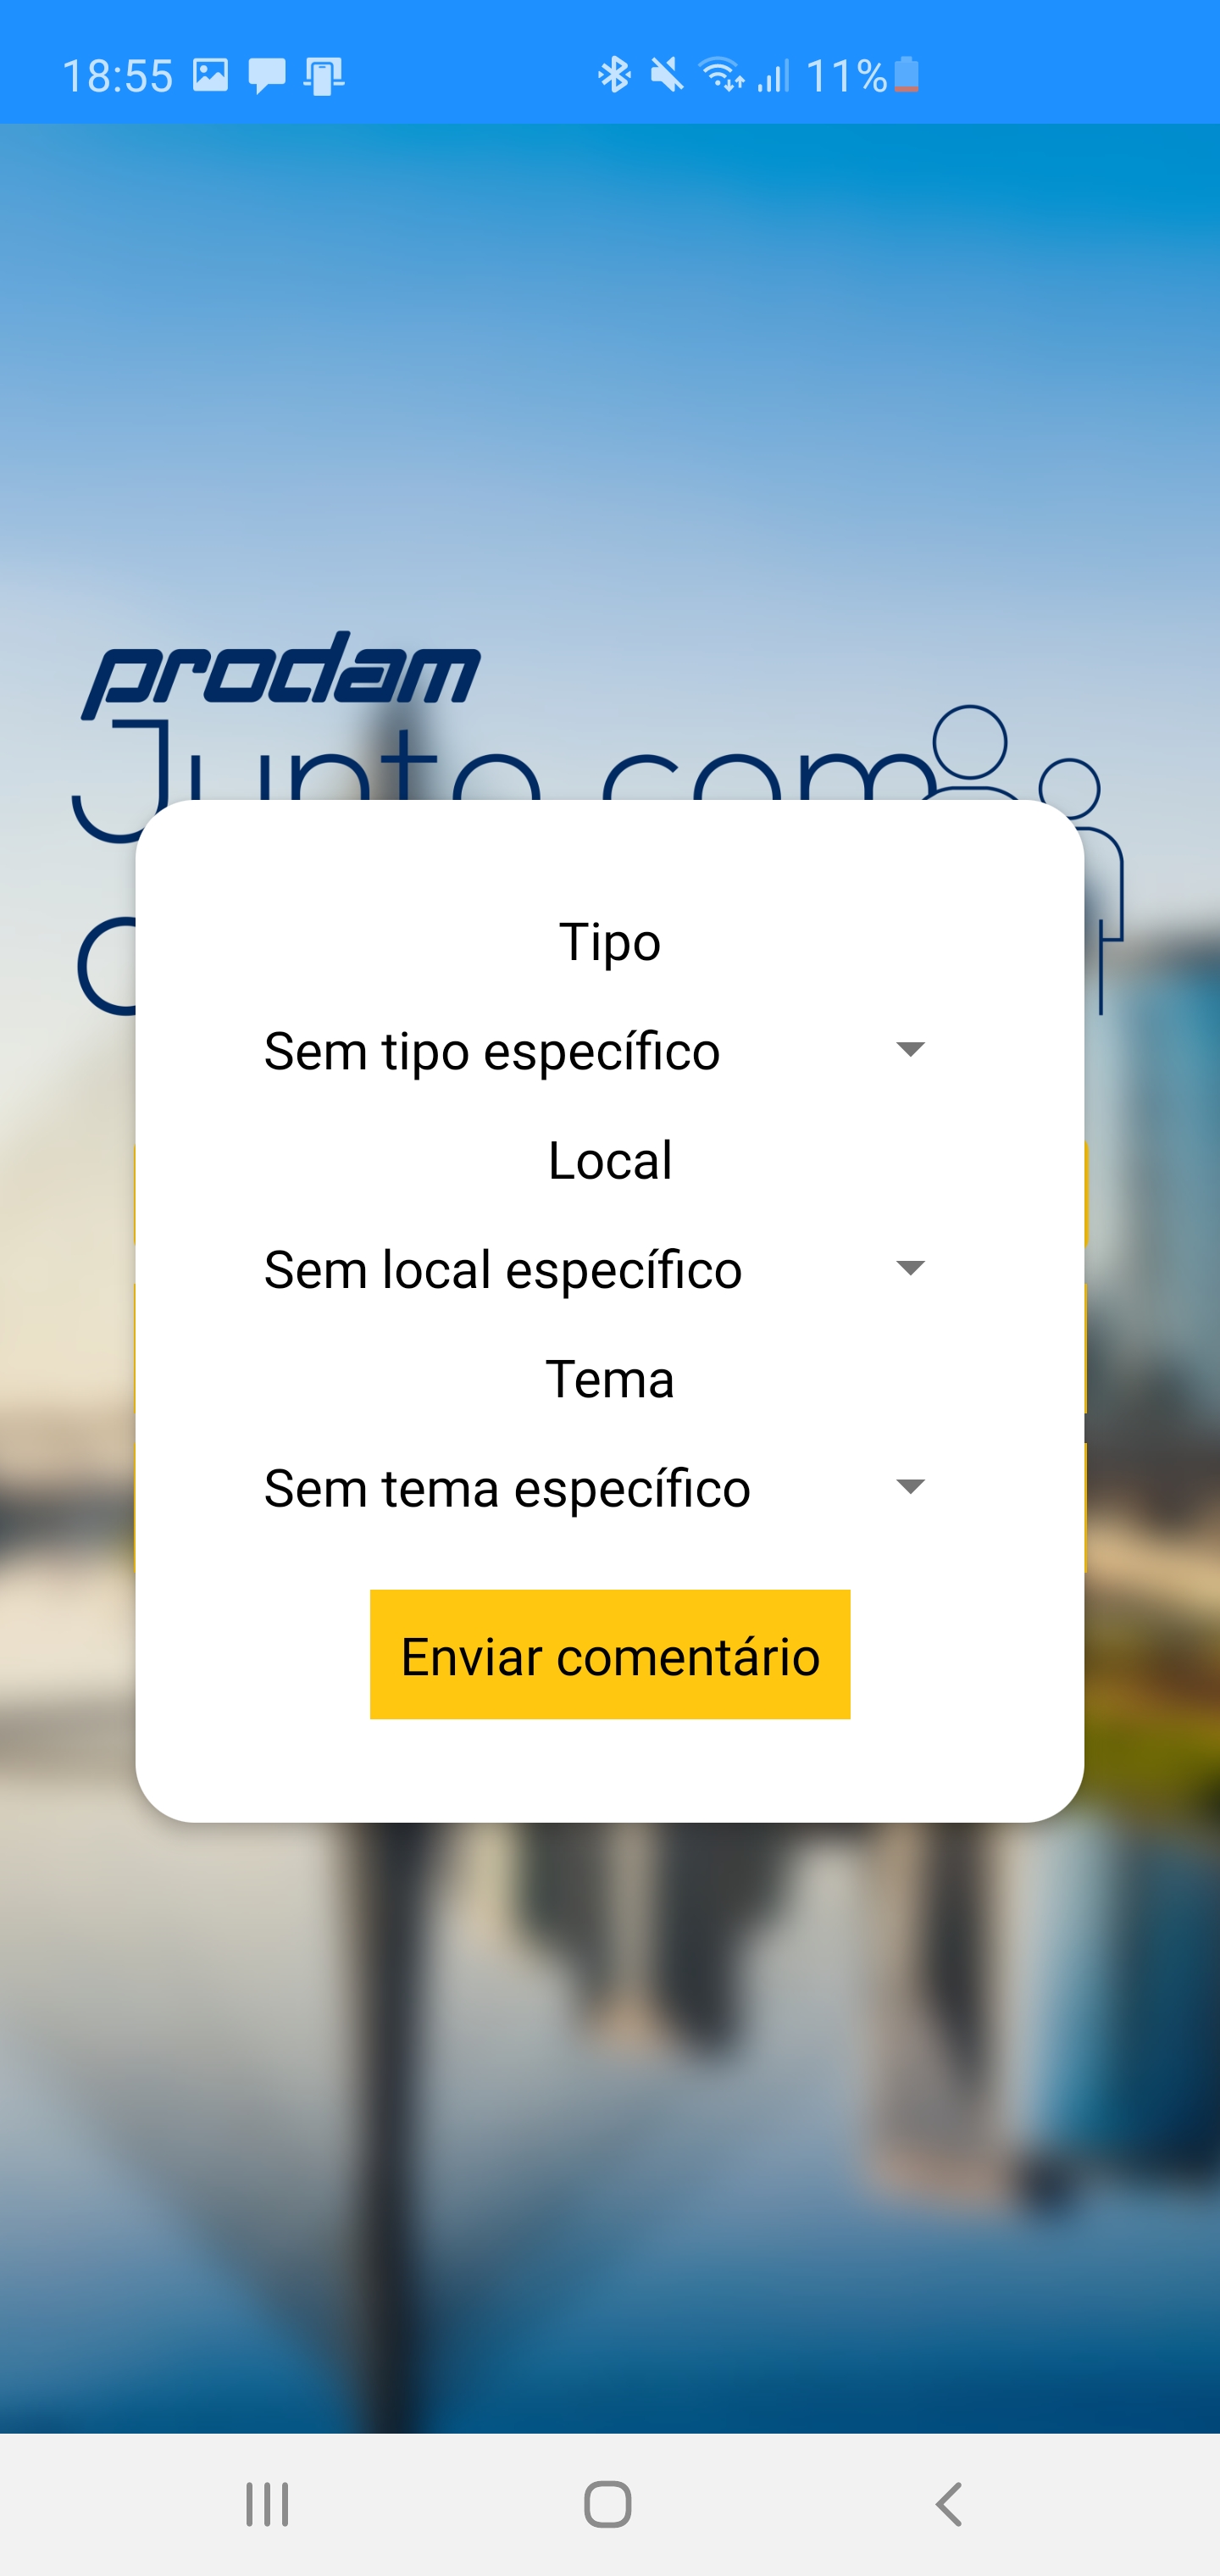 18:55
11%
prodam
Junto com
Tipo
Sem tipo específico
Local
Sem local específico
Tema
Sem tema específico
Enviar comentário